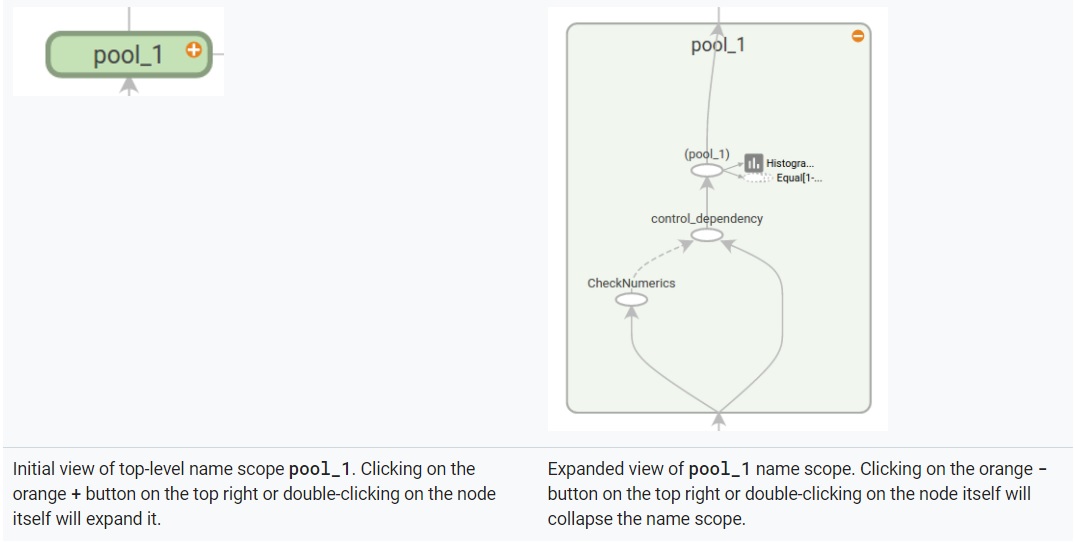 pool_1
pool_1
(pool_1)
Histogra...
Equal[1-...
control_dependency
CheckNumerics
Initial view of top-level name scope pool_1. Clicking on the
orange + button on the top right or double-clicking on the node
itself will expand it.
Expanded view of pool_1 name scope. Clicking on the orange -
button on the top right or double-clicking on the node itself will
collapse the name scope.